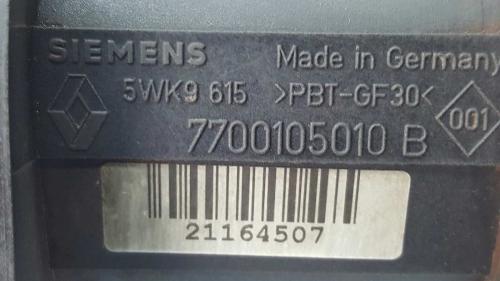 SIEMENS Made in Germany
5WK9 615 >PBT-GF30<
001
7700105010 B
21164507